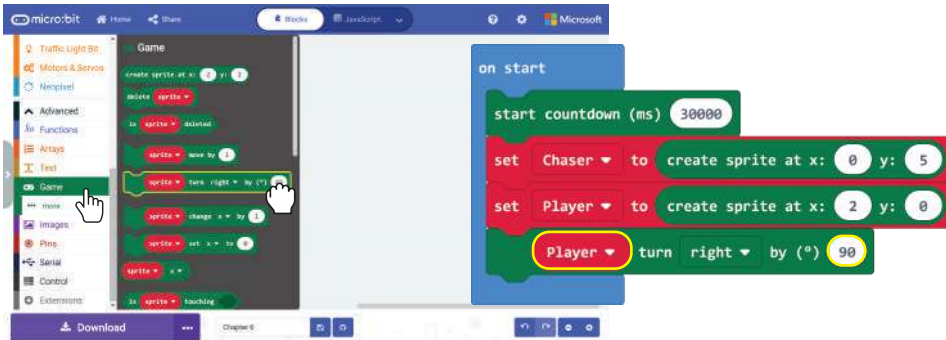 micro:bit Home Share Blocks JavaScript Microsoft
Traffic Light Bit
Motors & Servos
Neopixel
Advanced
Functions
Arrays
Text
Game
more
Images
Pins
Serial
Control
Extensions
Game
create sprite at x: 2 y: 2
delete sprite
is sprite deleted
sprite move by 1
sprite turn right by (°)
sprite change x by 1
sprite set x to 0
sprite x
is sprite touching
Download Chapter 6
on start
start countdown (ms) 30000
set Chaser to create sprite at x: 0 y: 5
set Player to create sprite at x: 2 y: 0
Player turn right by (°) 90